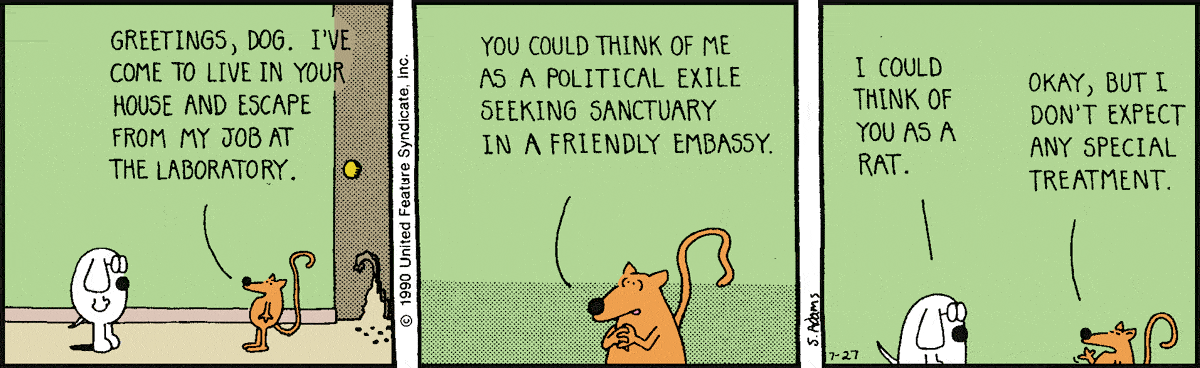 GREETINGS, DOG. I'VE
COME TO LIVE IN YOUR
HOUSE AND ESCAPE
FROM MY JOB AT
THE LABORATORY.
© 1990 United Feature Syndicate, Inc.
YOU COULD THINK OF ME
AS A POLITICAL EXILE
SEEKING SANCTUARY
IN A FRIENDLY EMBASSY.
S. Adams
I COULD
THINK OF
YOU AS A
RAT.
OKAY, BUT I
DON'T EXPECT
ANY SPECIAL
TREATMENT.
7-27